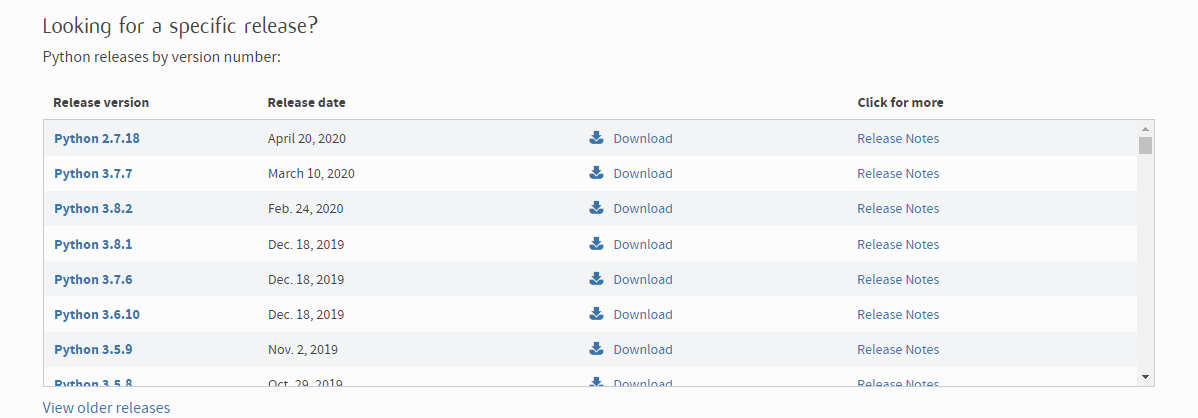 Looking for a specific release?
Python releases by version number:
Release version Release date Click for more
Python 2.7.18 April 20, 2020 Download Release Notes
Python 3.7.7 March 10, 2020 Download Release Notes
Python 3.8.2 Feb. 24, 2020 Download Release Notes
Python 3.8.1 Dec. 18, 2019 Download Release Notes
Python 3.7.6 Dec. 18, 2019 Download Release Notes
Python 3.6.10 Dec. 18, 2019 Download Release Notes
Python 3.5.9 Nov. 2, 2019 Download Release Notes
Python 3.5.8 Oct. 29, 2019 Download Release Notes
View older releases